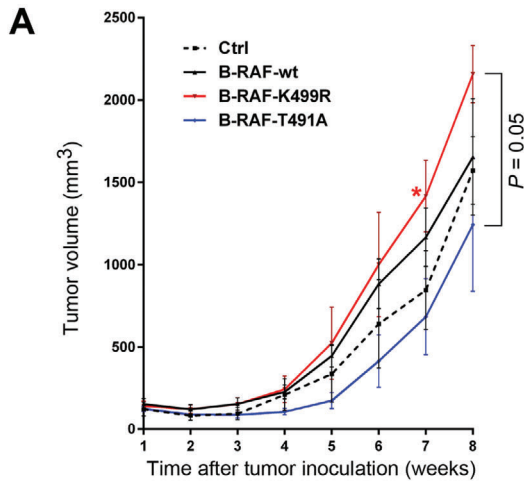 A
Ctrl
B-RAF-wt
B-RAF-K499R
B-RAF-T491A
2500
2000
1500
1000
500
0
Tumor volume (mm³)
*
P = 0.05
1 2 3 4 5 6 7 8
Time after tumor inoculation (weeks)